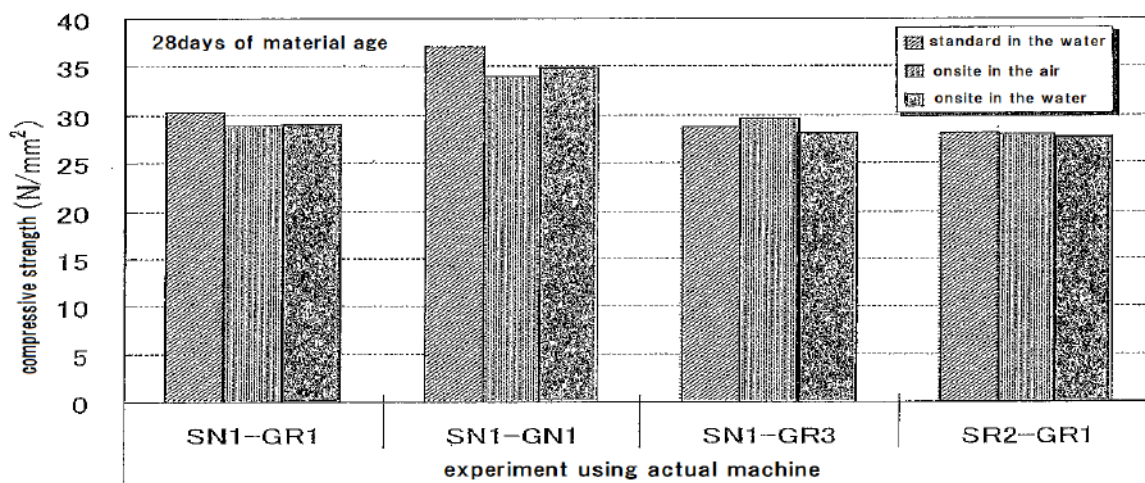 40
35
30
25
20
15
10
5
0
compressive strength (N/mm²)
28days of material age
standard in the water
onsite in the air
onsite in the water
SN1-GR1
SN1-GN1
SN1-GR3
SR2-GR1
experiment using actual machine